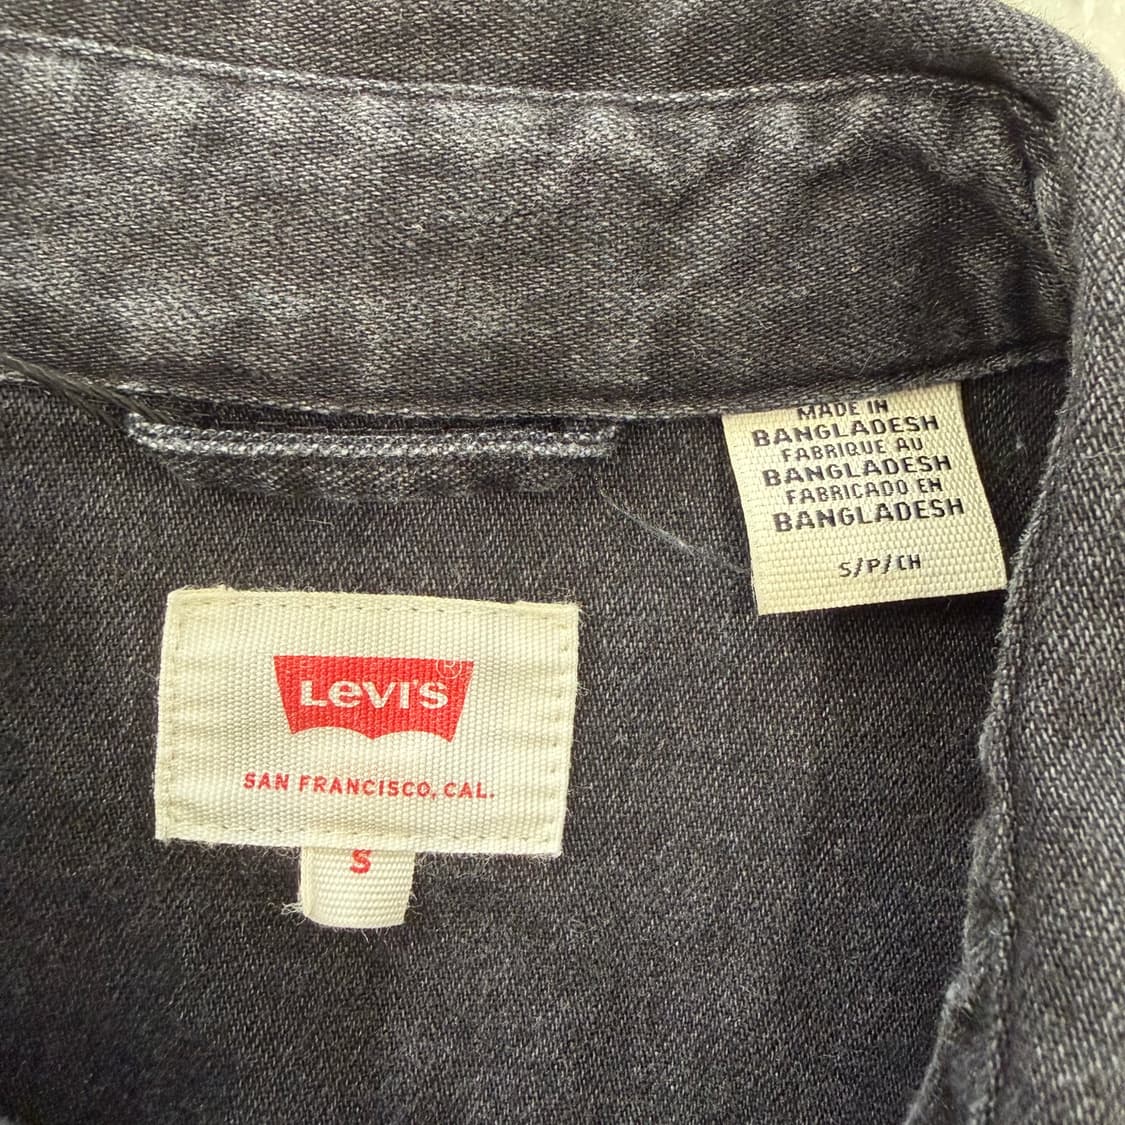 MADE IN
BANGLADESH
FABRIQUE AU
BANGLADESH
FABRICADO EN
BANGLADESH
S/P/CH
LEVI'S®
SAN FRANCISCO, CAL.
S